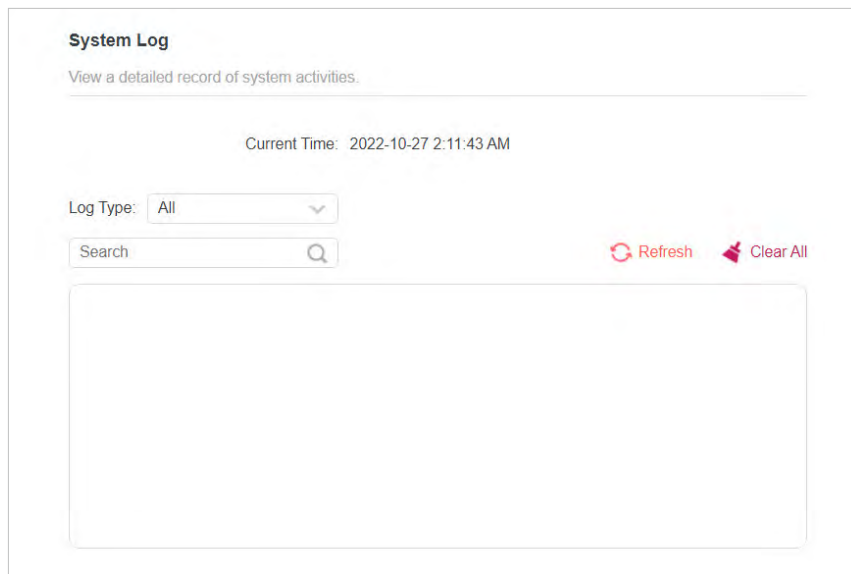 System Log
View a detailed record of system activities.
Current Time: 2022-10-27 2:11:43 AM
Log Type: All
Search Refresh Clear All